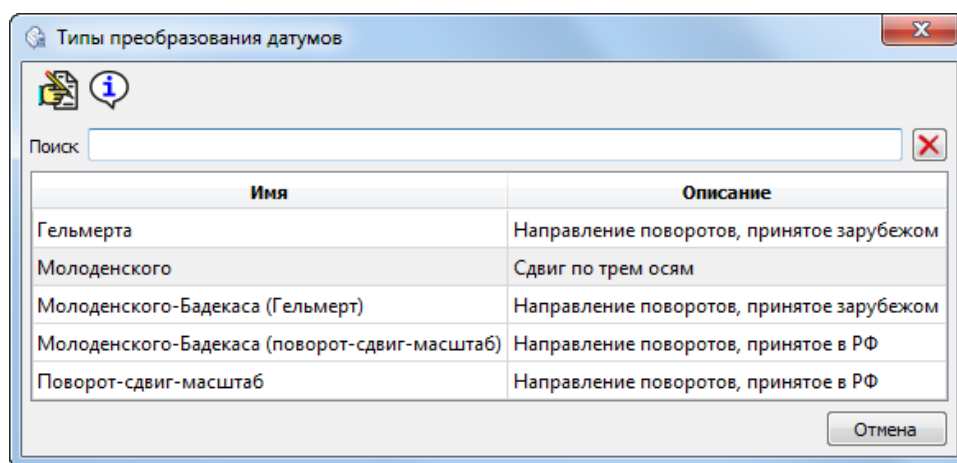 Типы преобразования датумов
Поиск
Имя Описание
Гельмерта Направление поворотов, принятое зарубежом
Молоденского Сдвиг по трем осям
Молоденского-Бадекаса (Гельмерт) Направление поворотов, принятое зарубежом
Молоденского-Бадекаса (поворот-сдвиг-масштаб) Направление поворотов, принятое в РФ
Поворот-сдвиг-масштаб Направление поворотов, принятое в РФ
Отмена